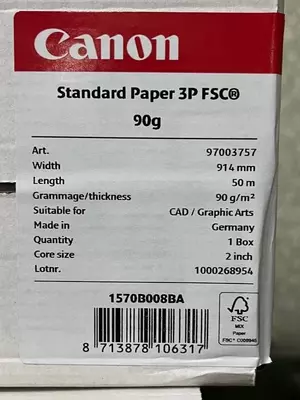 Canon
Standard Paper 3P FSC®
90g
Art. 97003757
Width 914 mm
Length 50 m
Grammage/thickness 90 g/m²
Suitable for CAD / Graphic Arts
Made in Germany
Quantity 1 Box
Core size 2 inch
Lotnr. 1000268954
1570B008BA
8 713878 106317
FSC
MIX
Paper